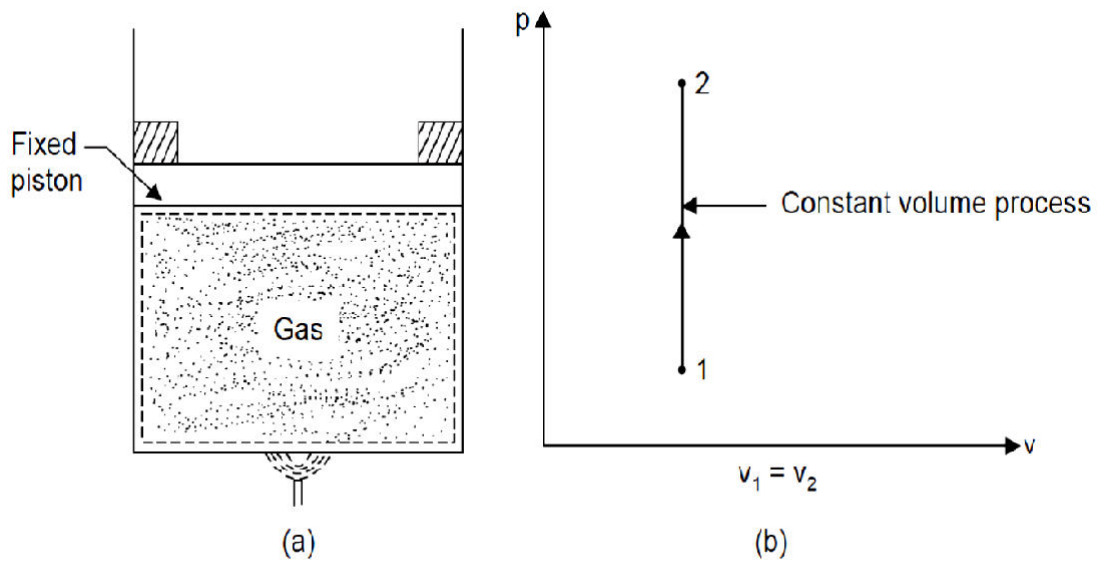 Fixed
piston
Gas
(a)
p
2
Constant volume process
1
v
v₁ = v₂
(b)